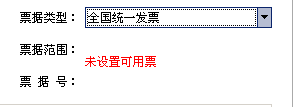 票据类型： 全国统一发票
票据范围：
未设置可用票
票 据 号：